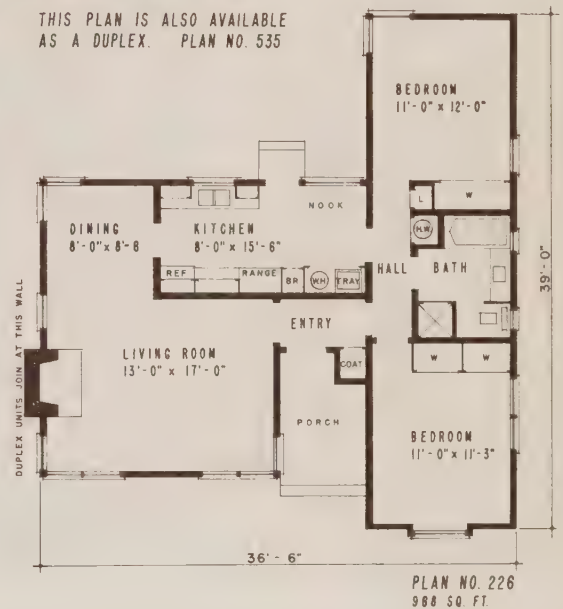 THIS PLAN IS ALSO AVAILABLE
AS A DUPLEX. PLAN NO. 535
BEDROOM
11'-0" x 12'-0"
L
W
NOOK
DINING
8'-0" x 8'-6
KITCHEN
8'-0" x 15'-6"
H.W.
REF
RANGE
BR
WH
TRAY
HALL
BATH
39'-0"
ENTRY
DUPLEX UNITS JOIN AT THIS WALL
LIVING ROOM
13'-0" x 17'-0"
COAT
W
W
PORCH
BEDROOM
11'-0" x 11'-3"
36'-6"
PLAN NO. 226
988 SQ. FT.